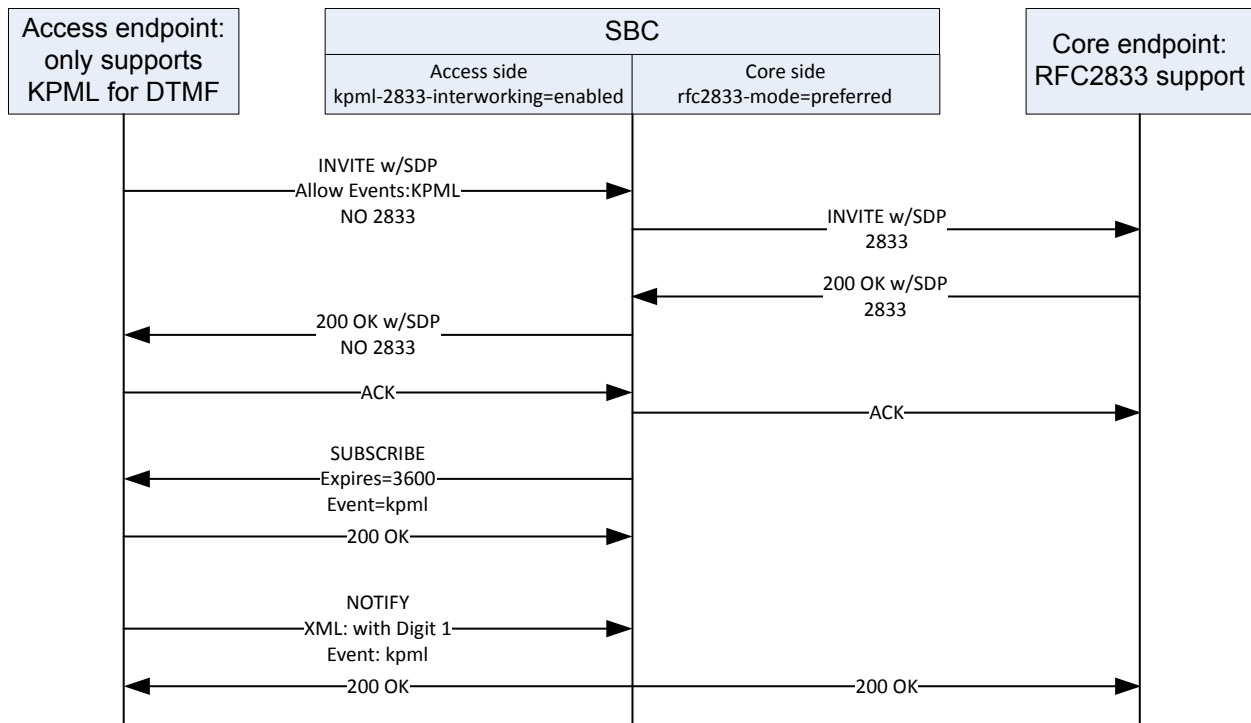 Access endpoint:
only supports
KPML for DTMF
SBC
Access side
kpml-2833-interworking=enabled
Core side
rfc2833-mode=preferred
Core endpoint:
RFC2833 support
INVITE w/SDP
Allow Events:KPML
NO 2833
INVITE w/SDP
2833
200 OK w/SDP
2833
200 OK w/SDP
NO 2833
ACK
ACK
SUBSCRIBE
Expires=3600
Event=kpml
200 OK
NOTIFY
XML: with Digit 1
Event: kpml
200 OK
200 OK